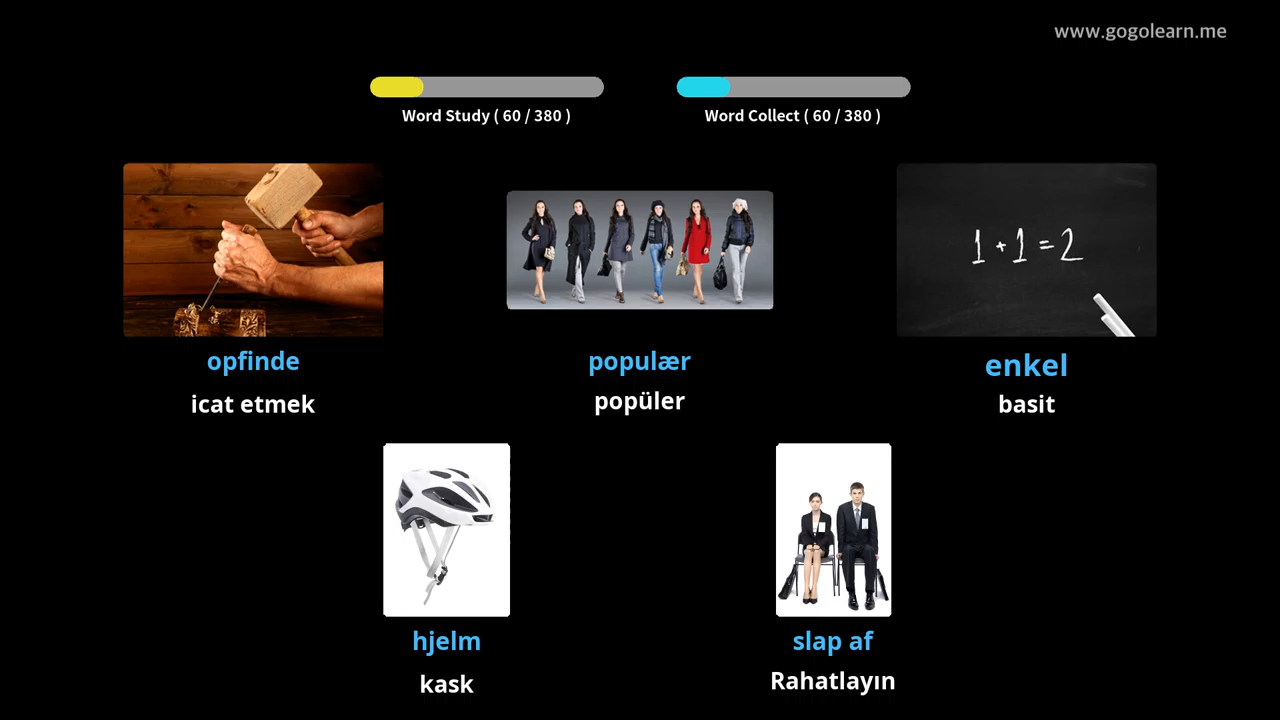 www.gogolearn.me
Word Study ( 60 / 380 )
Word Collect ( 60 / 380 )
1 + 1 = 2
opfinde
icat etmek
populær
popüler
enkel
basit
hjelm
kask
slap af
Rahatlayın